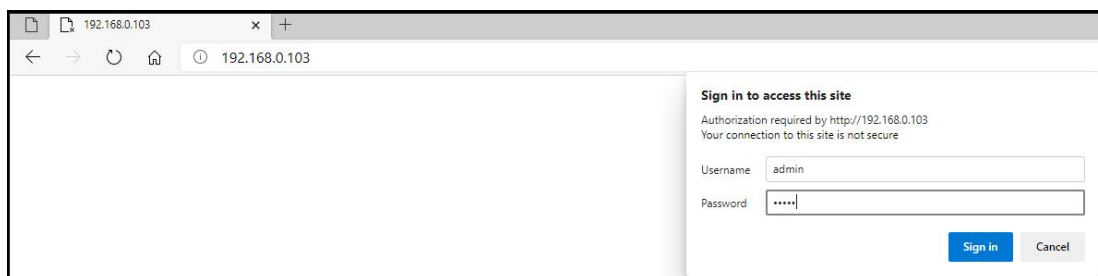 192.168.0.103
192.168.0.103
Sign in to access this site
Authorization required by http://192.168.0.103
Your connection to this site is not secure
Username admin
Password •••••
Sign in Cancel